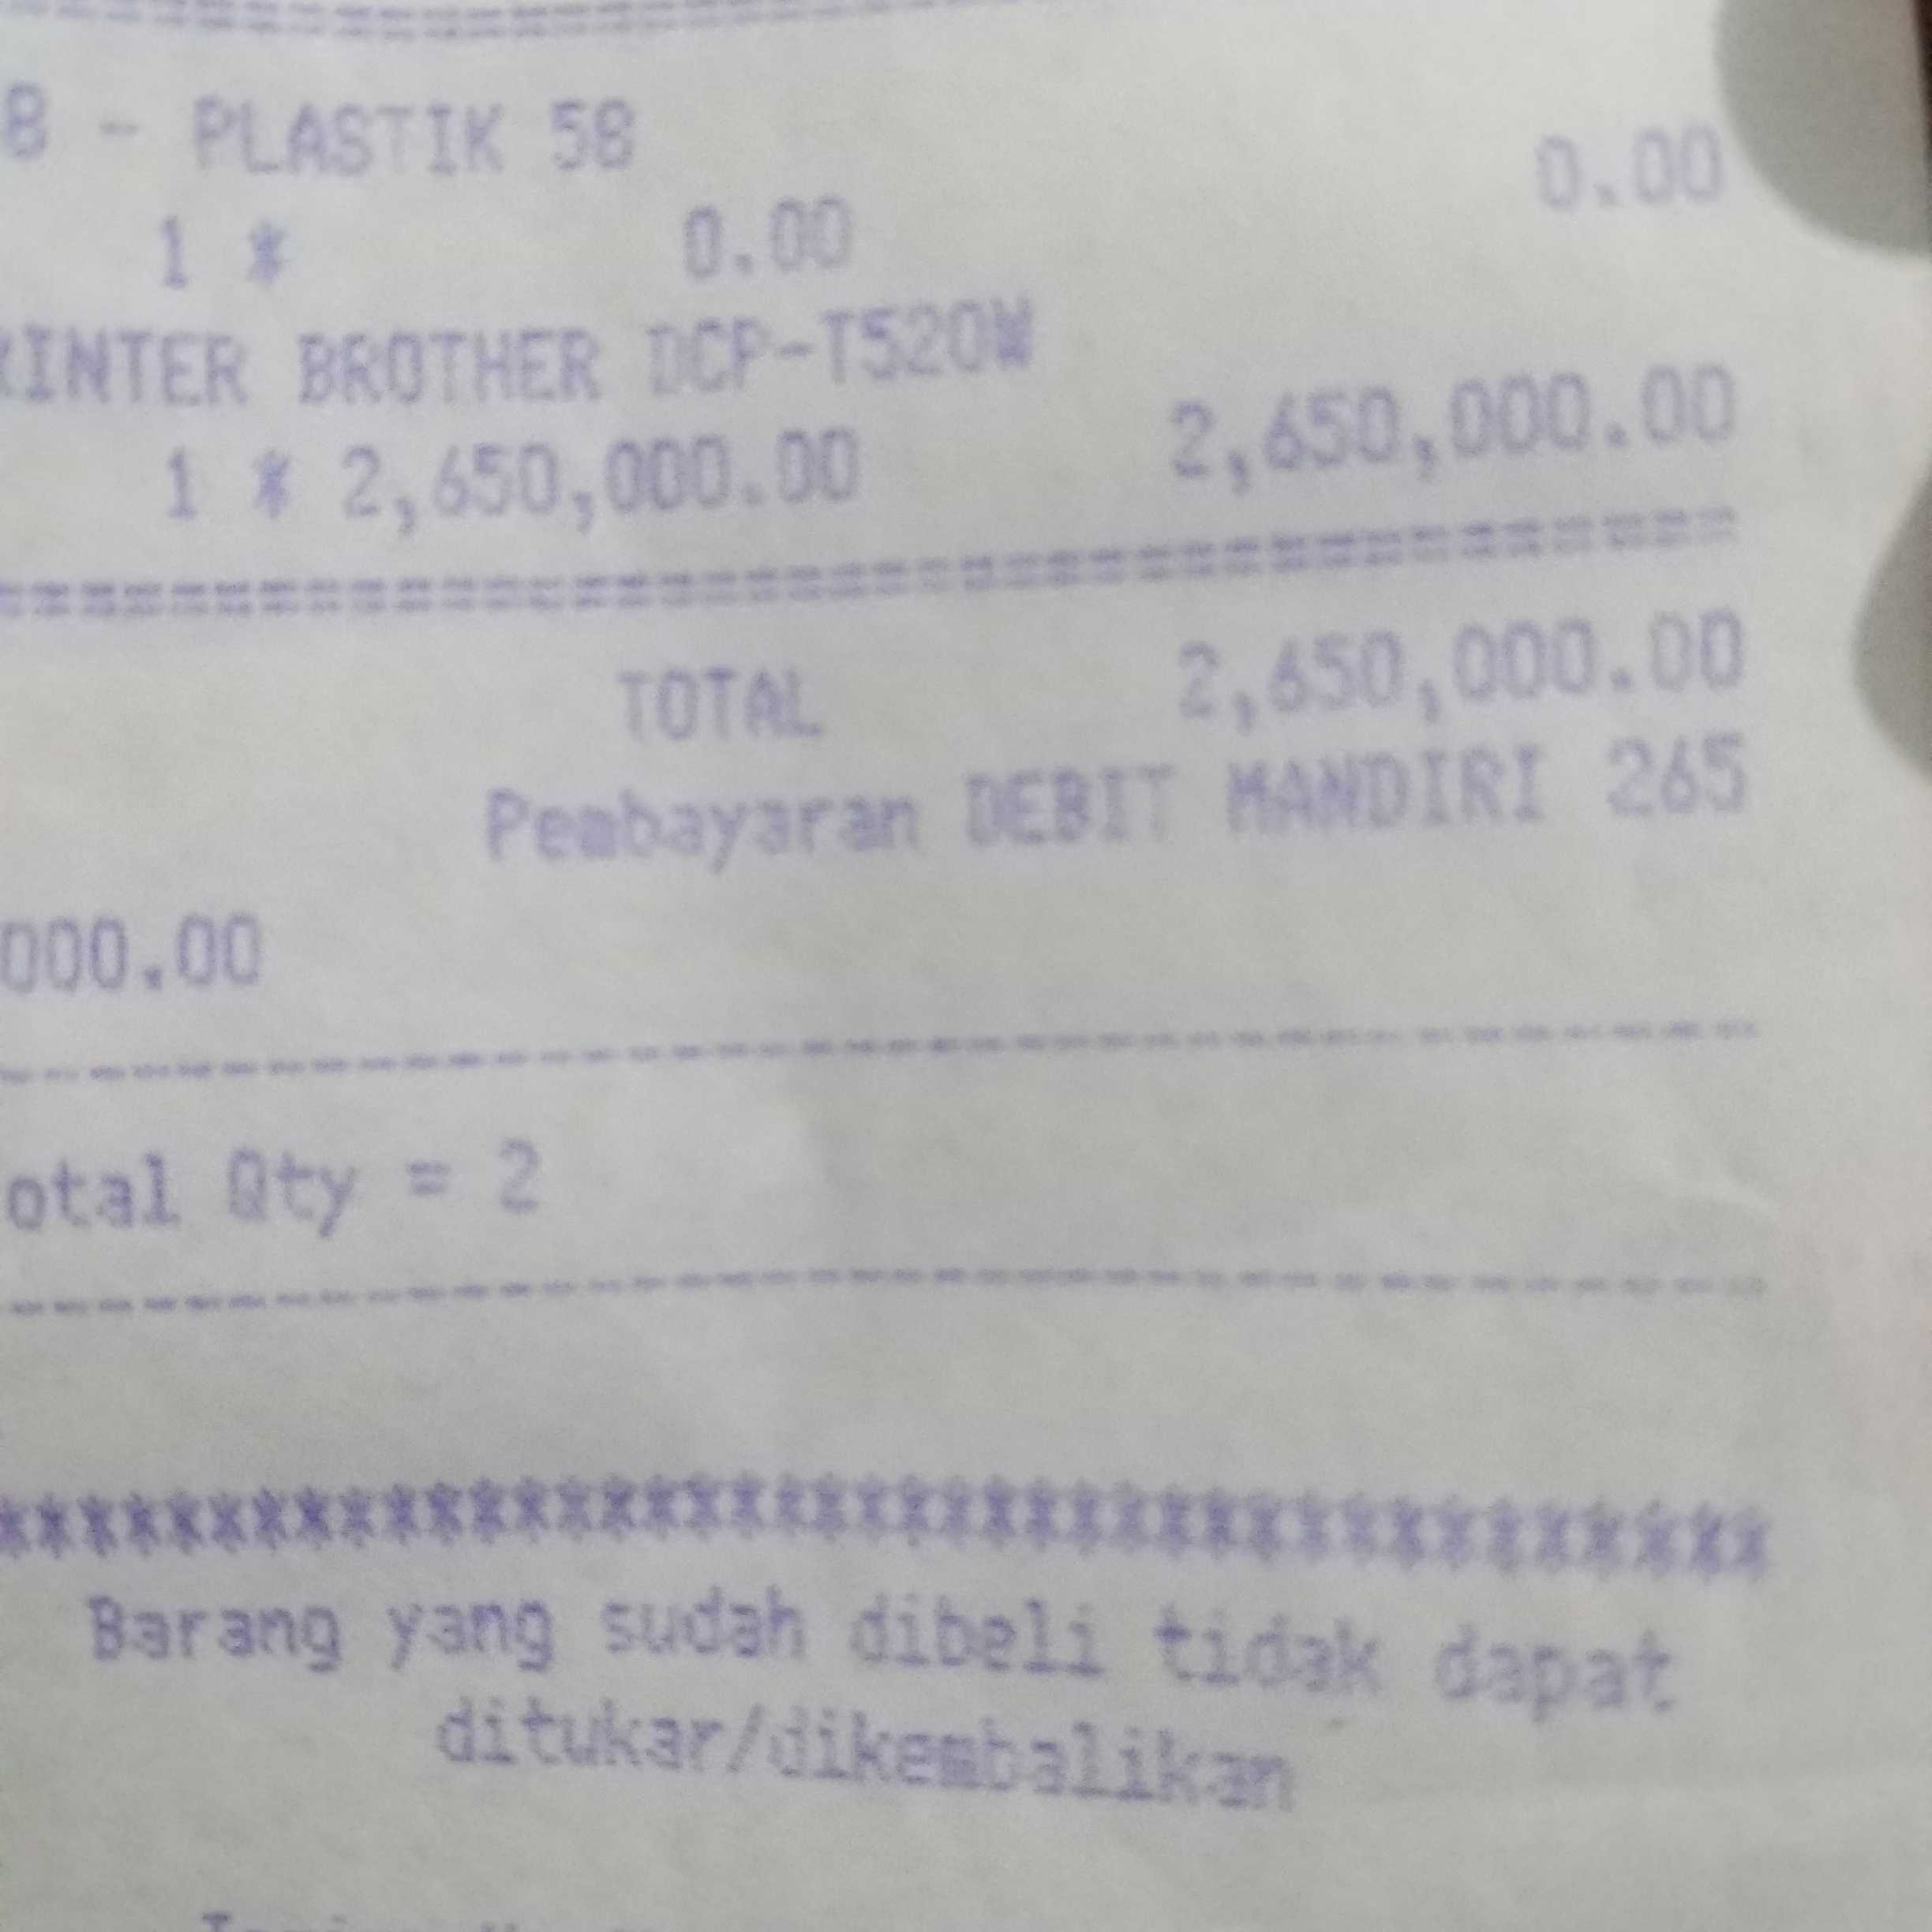 ==========================
8 - PLASTIK 58
1 * 0.00 0.00
RINTER BROTHER DCP-T520W
1 * 2,650,000.00 2,650,000.00
========================================
TOTAL 2,650,000.00
Pembayaran DEBIT MANDIRI 265
000.00
----------------------------------------
otal Qty = 2
----------------------------------------
****************************************
Barang yang sudah dibeli tidak dapat
ditukar/dikembalikan